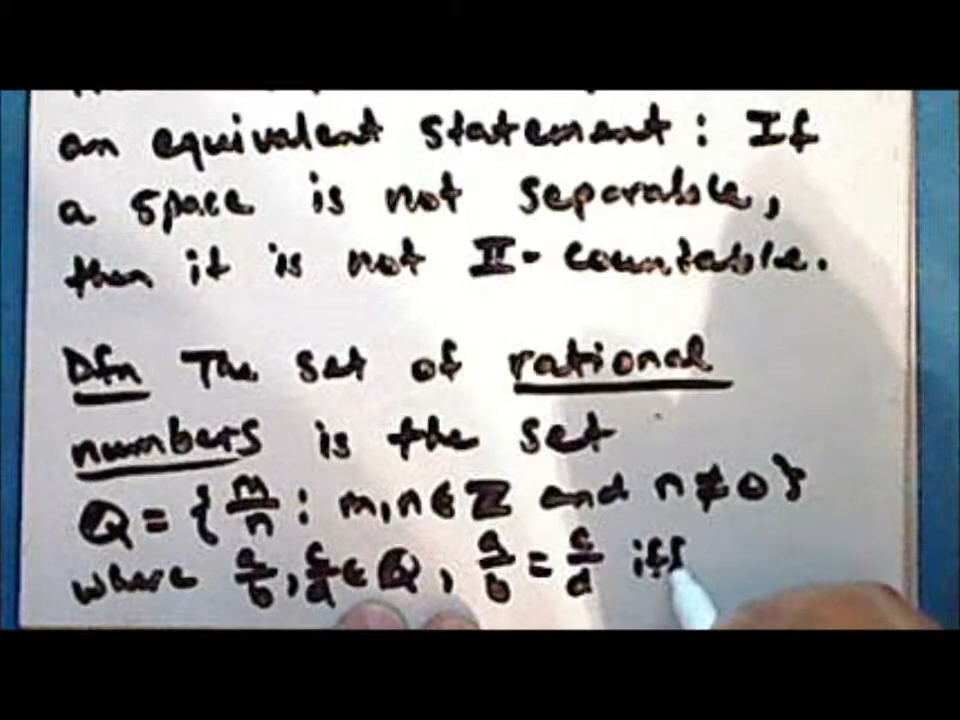 an equivalent statement: If
a space is not separable,
then it is not II-countable.
Dfn The set of rational
numbers is the set
Q = { m/n : m, n ∈ ℤ and n ≠ 0 }
where a/b, c/d ∈ Q, a/b = c/d iff